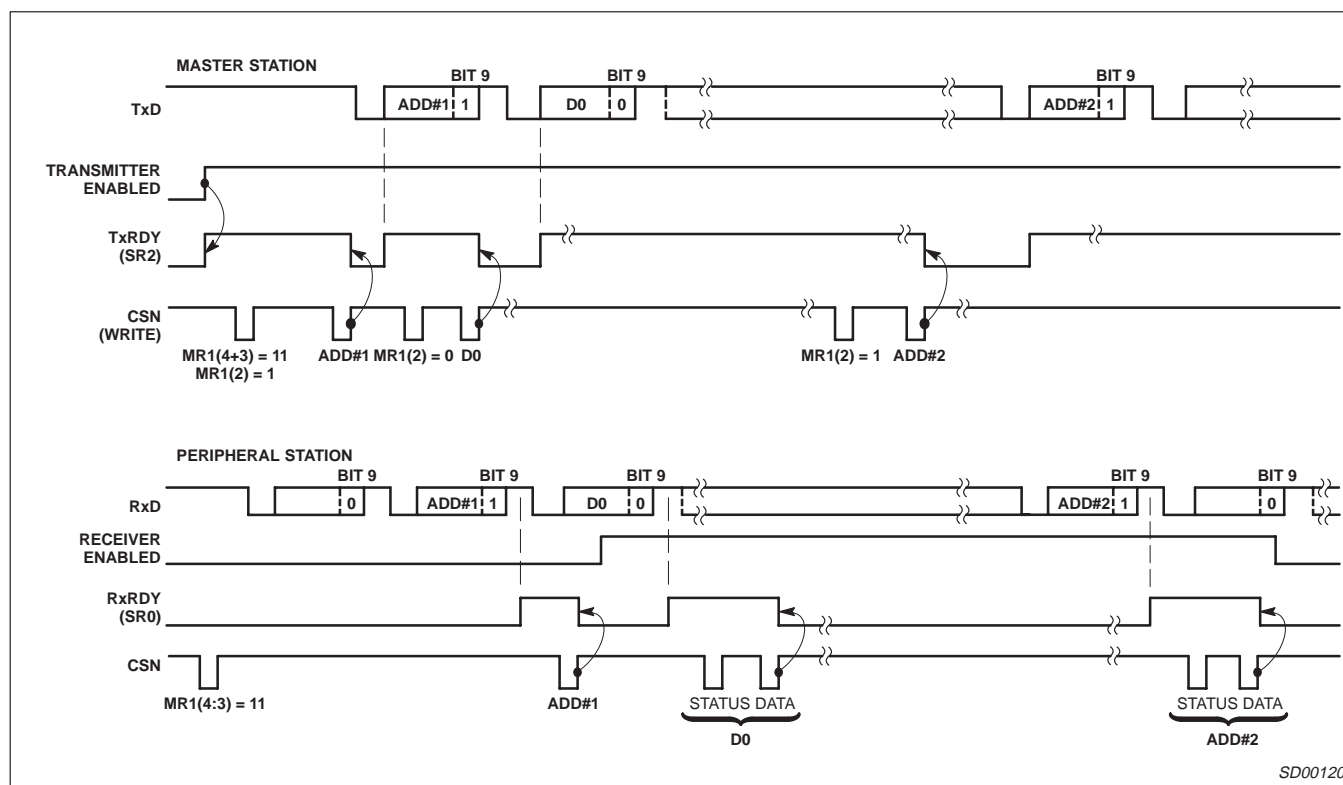 MASTER STATION
BIT 9 BIT 9 BIT 9
TxD ADD#1 1 D0 0 ADD#2 1
TRANSMITTER
ENABLED
TxRDY
(SR2)
CSN
(WRITE)
MR1(4+3) = 11 ADD#1 MR1(2) = 0 D0 MR1(2) = 1 ADD#2
MR1(2) = 1
PERIPHERAL STATION
BIT 9 BIT 9 BIT 9 BIT 9 BIT 9
RxD 0 ADD#1 1 D0 0 ADD#2 1 0
RECEIVER
ENABLED
RxRDY
(SR0)
CSN
MR1(4:3) = 11 ADD#1 STATUS DATA STATUS DATA
D0 ADD#2
SD00120